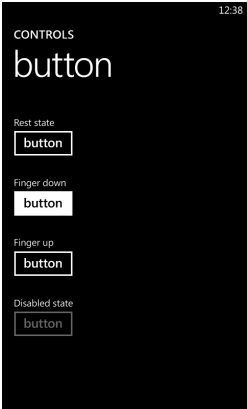 12:38
CONTROLS
button
Rest state
button
Finger down
button
Finger up
button
Disabled state
button